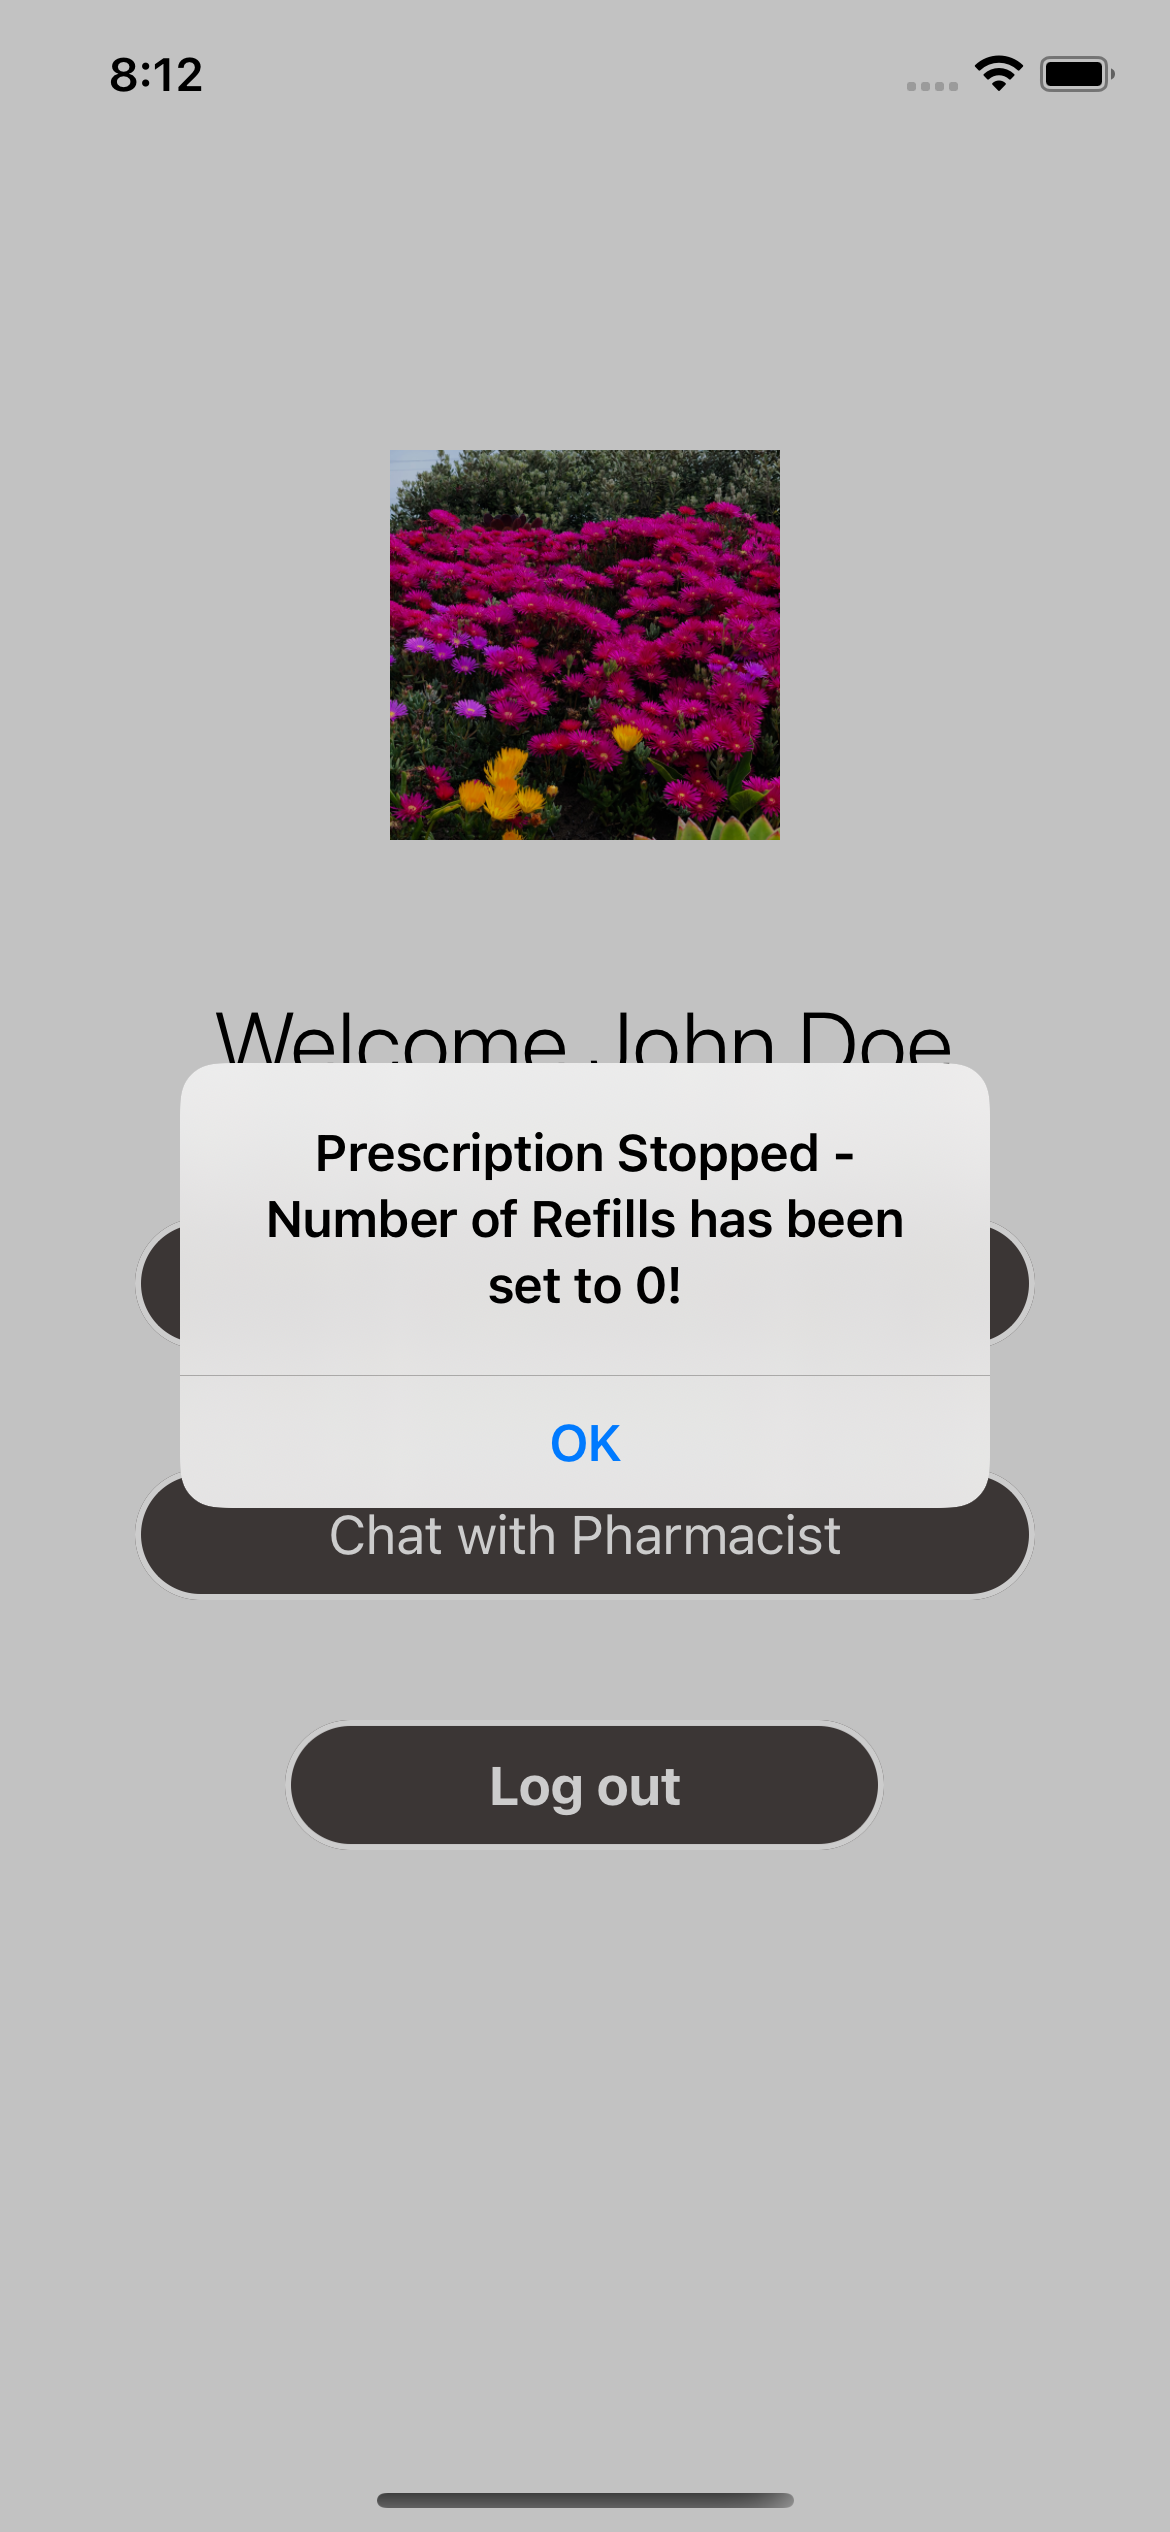 8:12
Welcome John Doe
Prescription Stopped -
Number of Refills has been
set to 0!
OK
Chat with Pharmacist
Log out